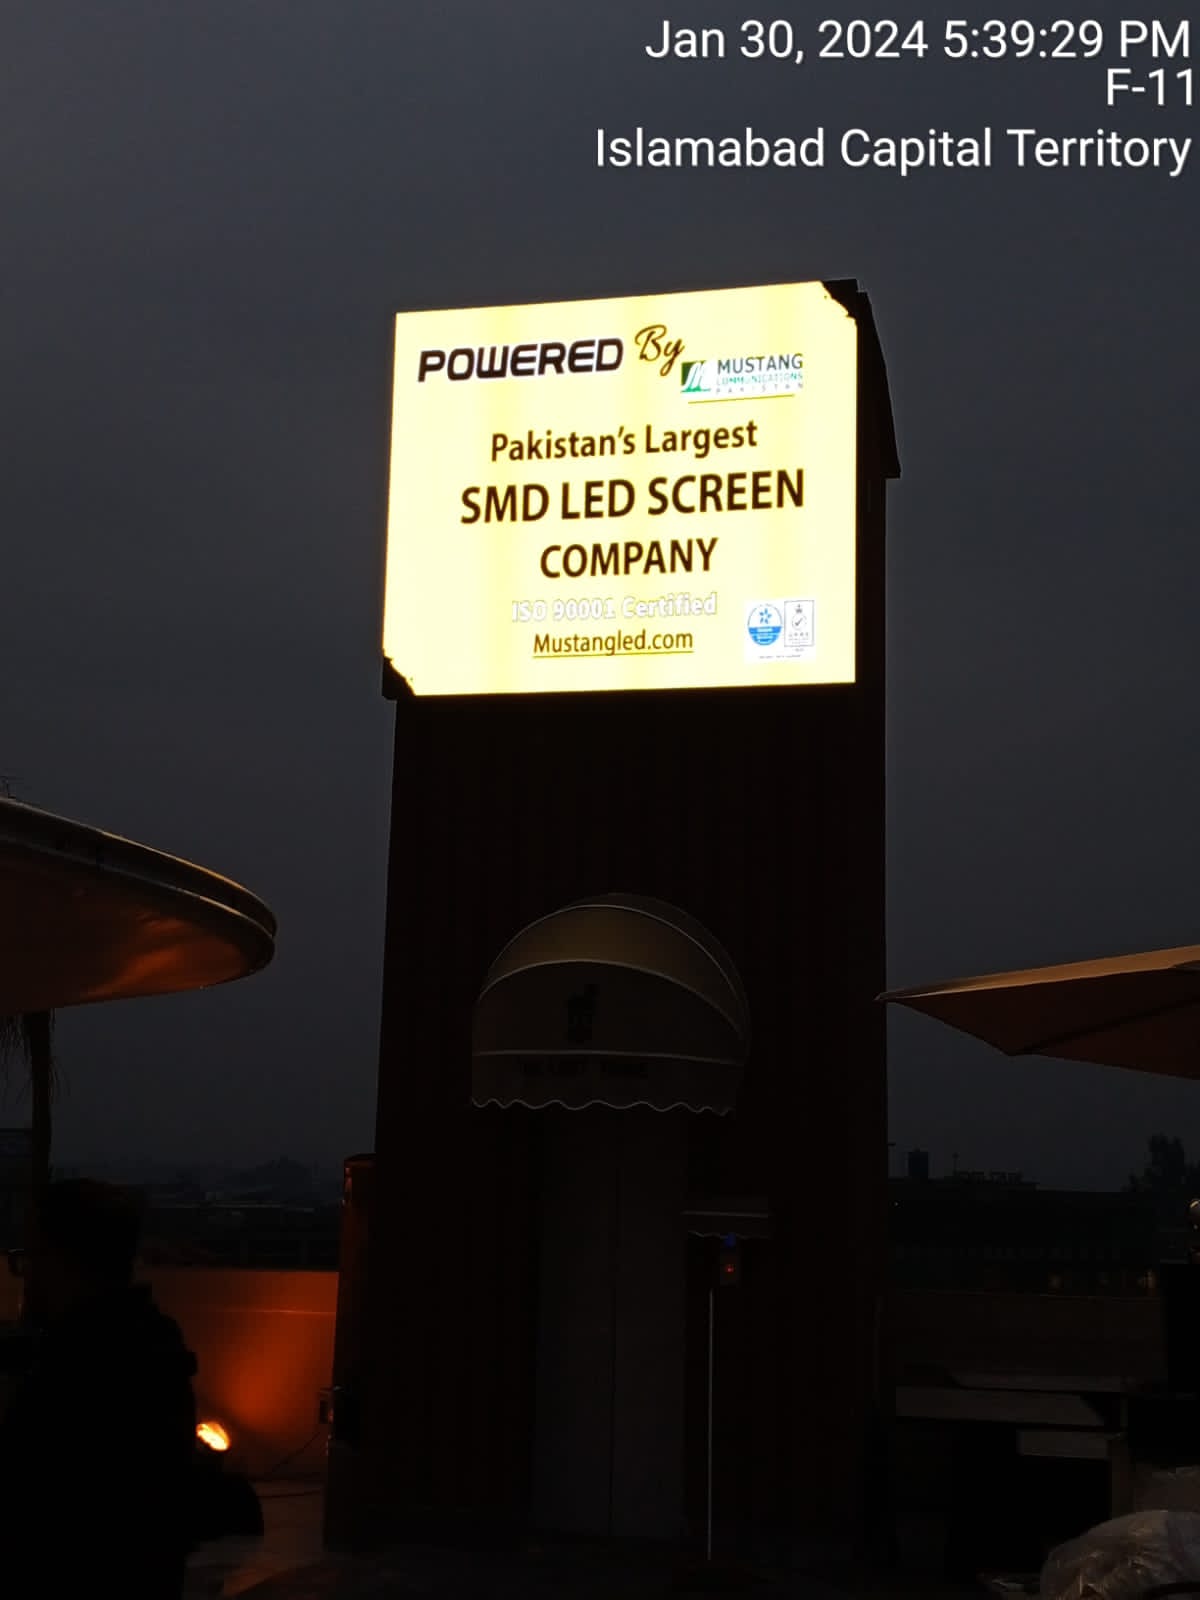 Jan 30, 2024 5:39:29 PM
F-11
Islamabad Capital Territory
POWERED By
MUSTANG
COMMUNICATIONS
PAKISTAN
Pakistan's Largest
SMD LED SCREEN
COMPANY
ISO 90001 Certified
Mustangled.com